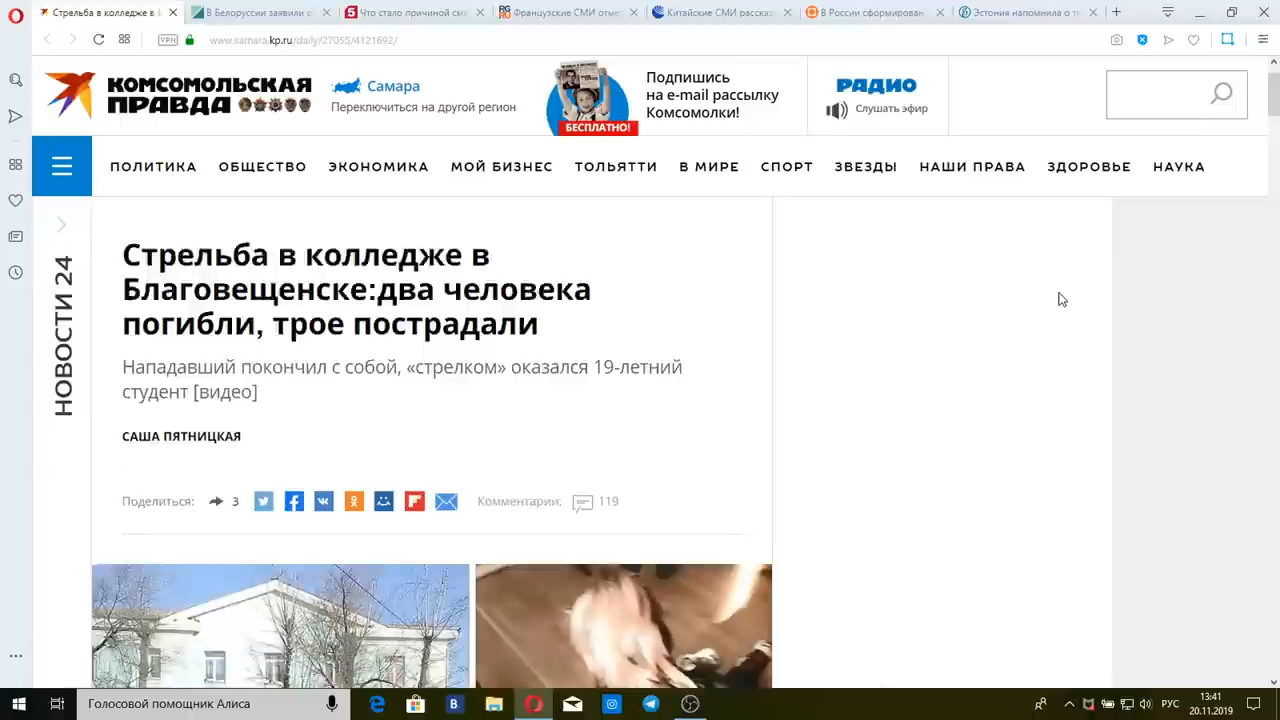 Стрельба в колледже в Б
В Белоруссии заявили о
Что стало причиной см
Французские СМИ отмет
Китайские СМИ рассказ
В России сформирован
Эстония напомнила о т
VPN
www.samara.kp.ru/daily/27055/4121692/
КОМСОМОЛЬСКАЯ
ПРАВДА
Самара
Переключиться на другой регион
БЕСПЛАТНО!
Подпишись
на e-mail рассылку
Комсомолки!
РАДИО
Слушать эфир
ПОЛИТИКА ОБЩЕСТВО ЭКОНОМИКА МОЙ БИЗНЕС ТОЛЬЯТТИ В МИРЕ СПОРТ ЗВЕЗДЫ НАШИ ПРАВА ЗДОРОВЬЕ НАУКА
НОВОСТИ 24
Стрельба в колледже в
Благовещенске:два человека
погибли, трое пострадали
Нападавший покончил с собой, «стрелком» оказался 19-летний
студент [видео]
САША ПЯТНИЦКАЯ
Поделиться: 3 Комментарии: 119
Голосовой помощник Алиса
РУС
13:41
20.11.2019